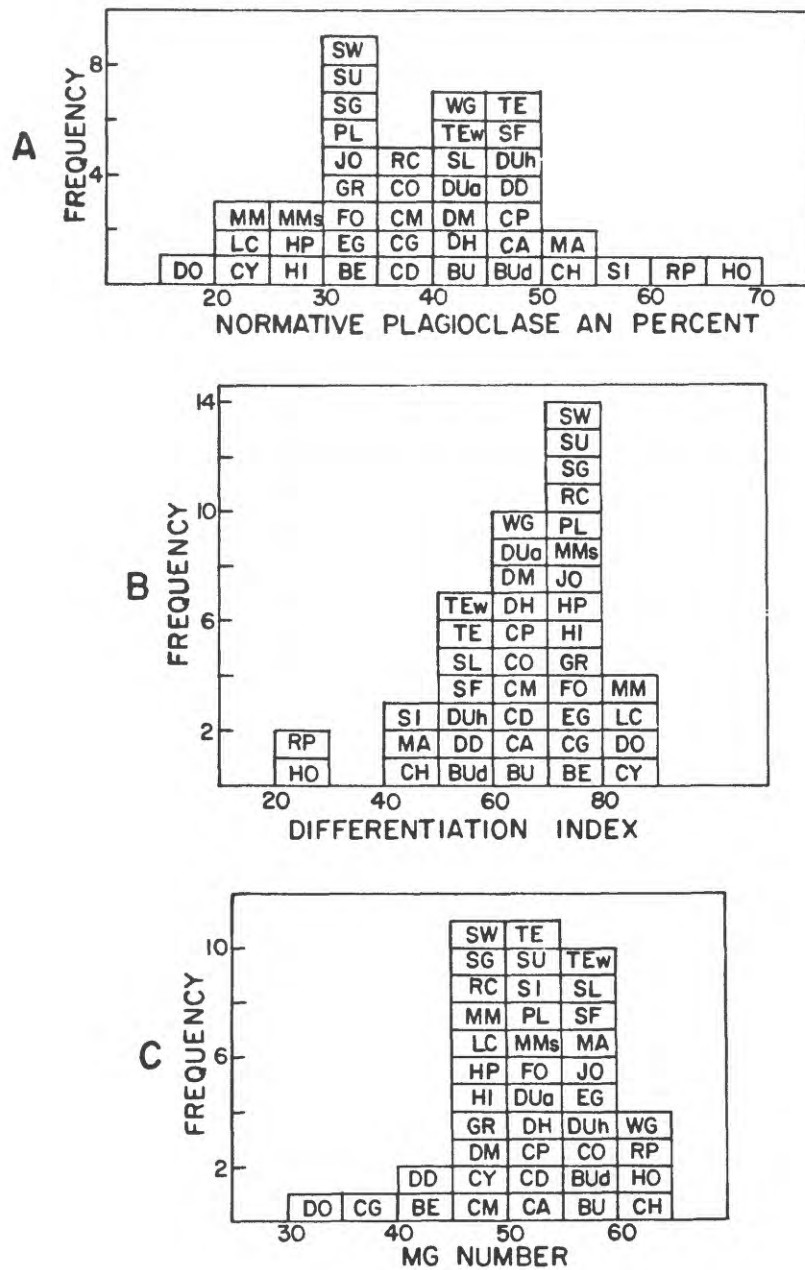 A
FREQUENCY
8
4
SW
SU
SG
PL
WG TE
TEw SF
JO RC SL DUh
GR CO DUa DD
MM MMs FO CM DM CP
LC HP EG CG DH CA MA
DO CY HI BE CD BU BUd CH SI RP HO
20 30 40 50 60 70
NORMATIVE PLAGIOCLASE AN PERCENT
B
FREQUENCY
14
10
6
2
SW
SU
SG
RC
WG PL
DUa MMs
DM JO
TEw DH HP
TE CP HI
SL CO GR
SF CM FO MM
SI DUh CD EG LC
RP MA DD CA CG DO
HO CH BUd BU BE CY
20 40 60 80
DIFFERENTIATION INDEX
C
FREQUENCY
10
6
2
SW TE
SG SU TEw
RC SI SL
MM PL SF
LC MMs MA
HP FO JO
HI DUa EG
GR DH DUh WG
DM CP CO RP
DD CY CD BUd HO
DO CG BE CM CA BU CH
30 40 50 60
MG NUMBER